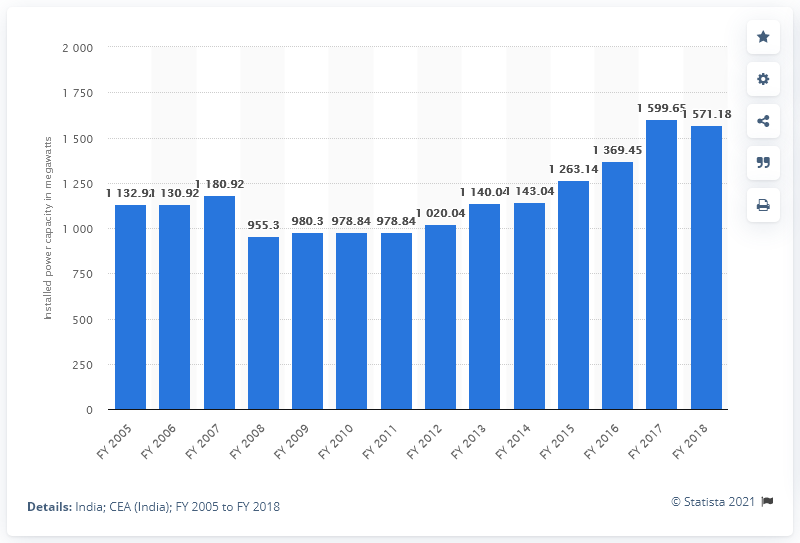 2 000
1 750
1 500
1 250
1 000
750
500
250
0
Installed power capacity in megawatts
1 132.92
1 130.92
1 180.92
955.3
980.3
978.84
978.84
1 020.04
1 140.04
1 143.04
1 263.14
1 369.45
1 599.65
1 571.18
FY 2005
FY 2006
FY 2007
FY 2008
FY 2009
FY 2010
FY 2011
FY 2012
FY 2013
FY 2014
FY 2015
FY 2016
FY 2017
FY 2018
Details: India; CEA (India); FY 2005 to FY 2018
© Statista 2021